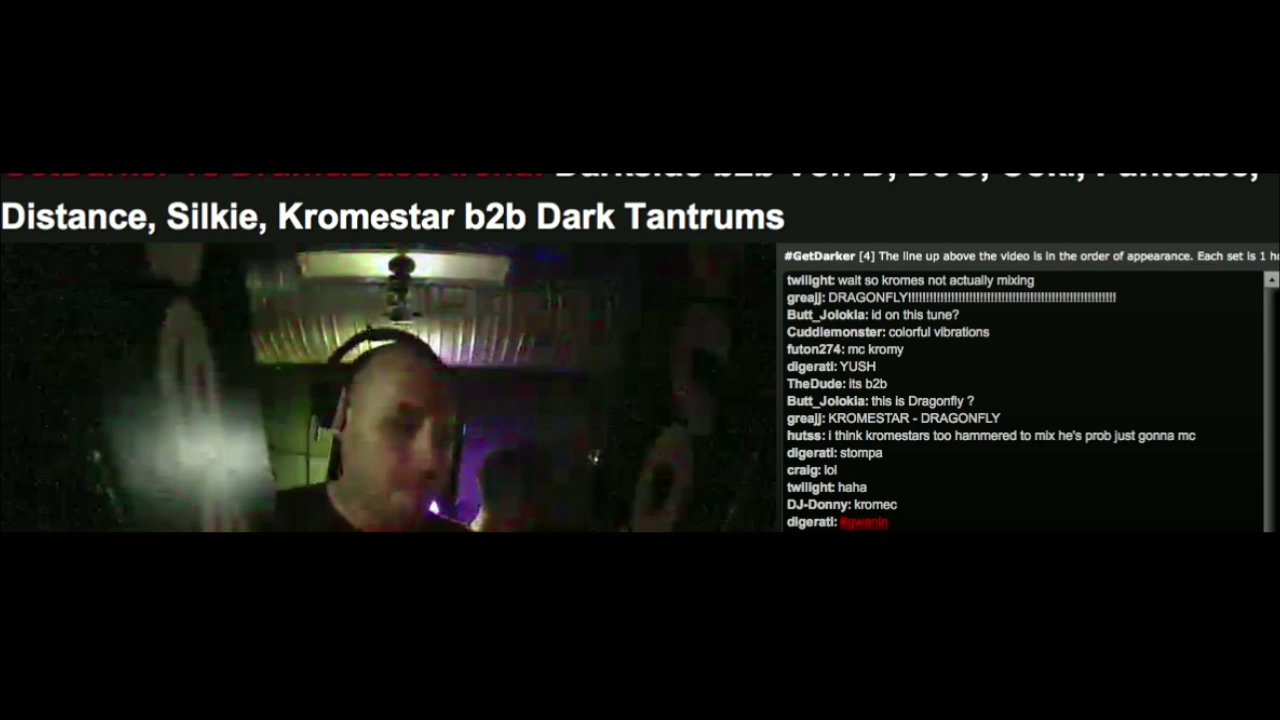 Distance, Silkie, Kromestar b2b Dark Tantrums
#GetDarker [4] The line up above the video is in the order of appearance. Each set is 1
twilight: wait so kromes not actually mixing
greajj: DRAGONFLY!!!!!!!!!!!!!!!!!!!!!!!!!!!!!!!!!!!!!!!!!!!!!!!!!!!!!!!!!!
Butt_Jolokia: id on this tune?
Cuddlemonster: colorful vibrations
futon274: mc kromy
digerati: YUSH
TheDude: its b2b
Butt_Jolokia: this is Dragonfly ?
greajj: KROMESTAR - DRAGONFLY
hutss: i think kromestars too hammered to mix he's prob just gonna mc
digerati: stompa
craig: lol
twilight: haha
DJ-Donny: kromec
digerati: #gwanin